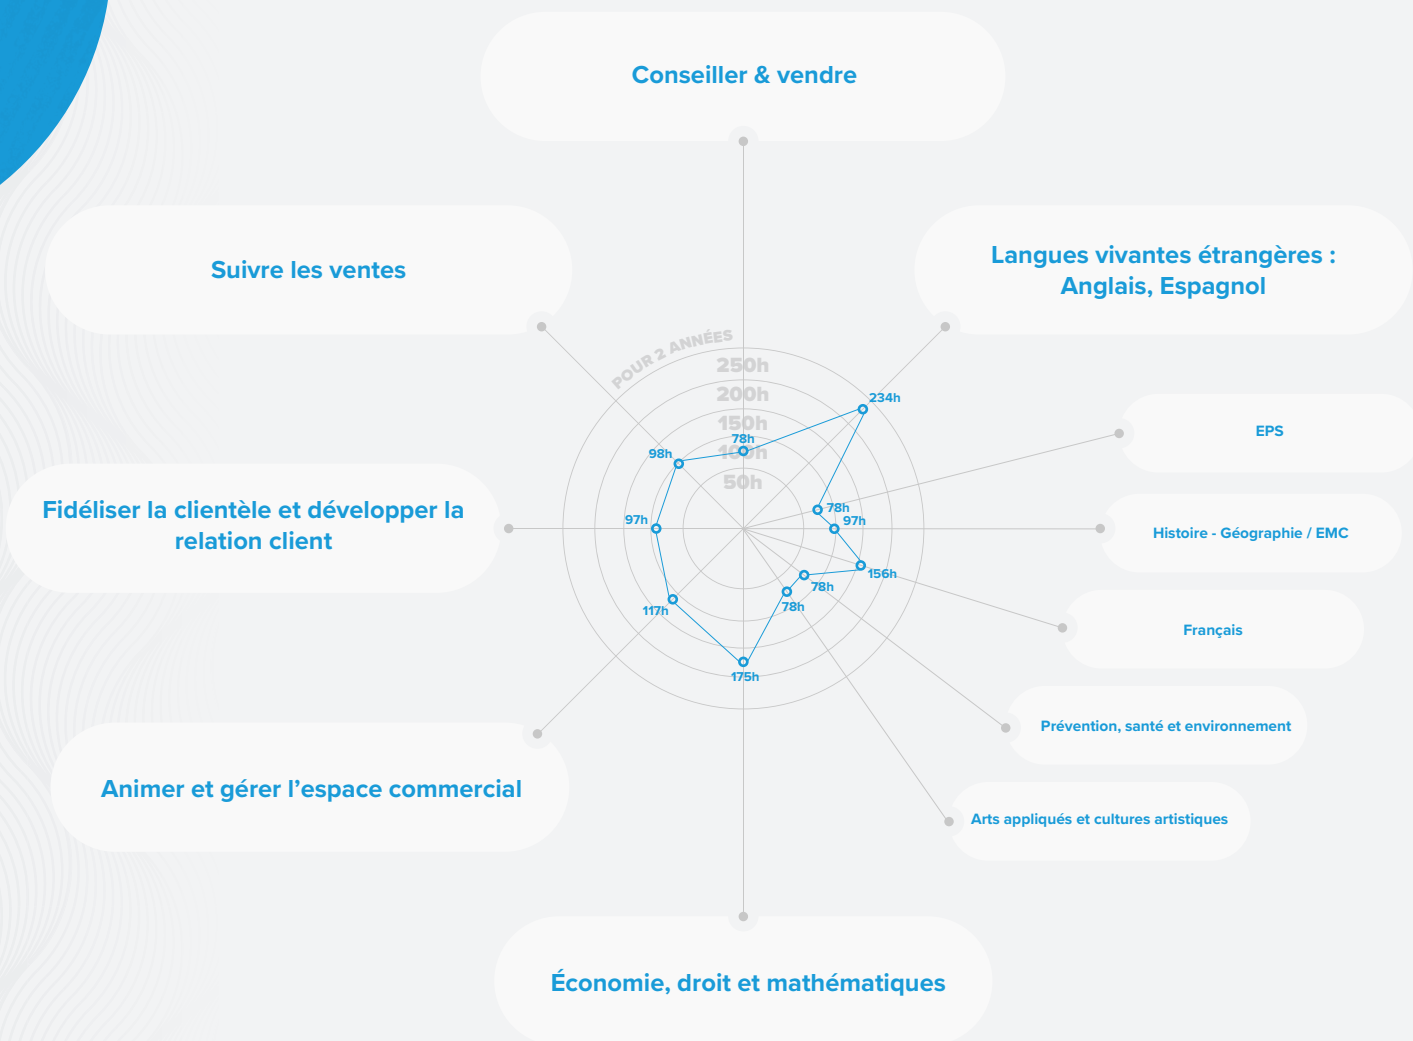 Conseiller & vendre
Suivre les ventes
Langues vivantes étrangères :
Anglais, Espagnol
POUR 2 ANNÉES
250h
200h
150h
100h
50h
234h
78h
98h
78h
97h
97h
156h
78h
78h
117h
175h
EPS
Fidéliser la clientèle et développer la
relation client
Histoire - Géographie / EMC
Français
Prévention, santé et environnement
Animer et gérer l’espace commercial
Arts appliqués et cultures artistiques
Économie, droit et mathématiques